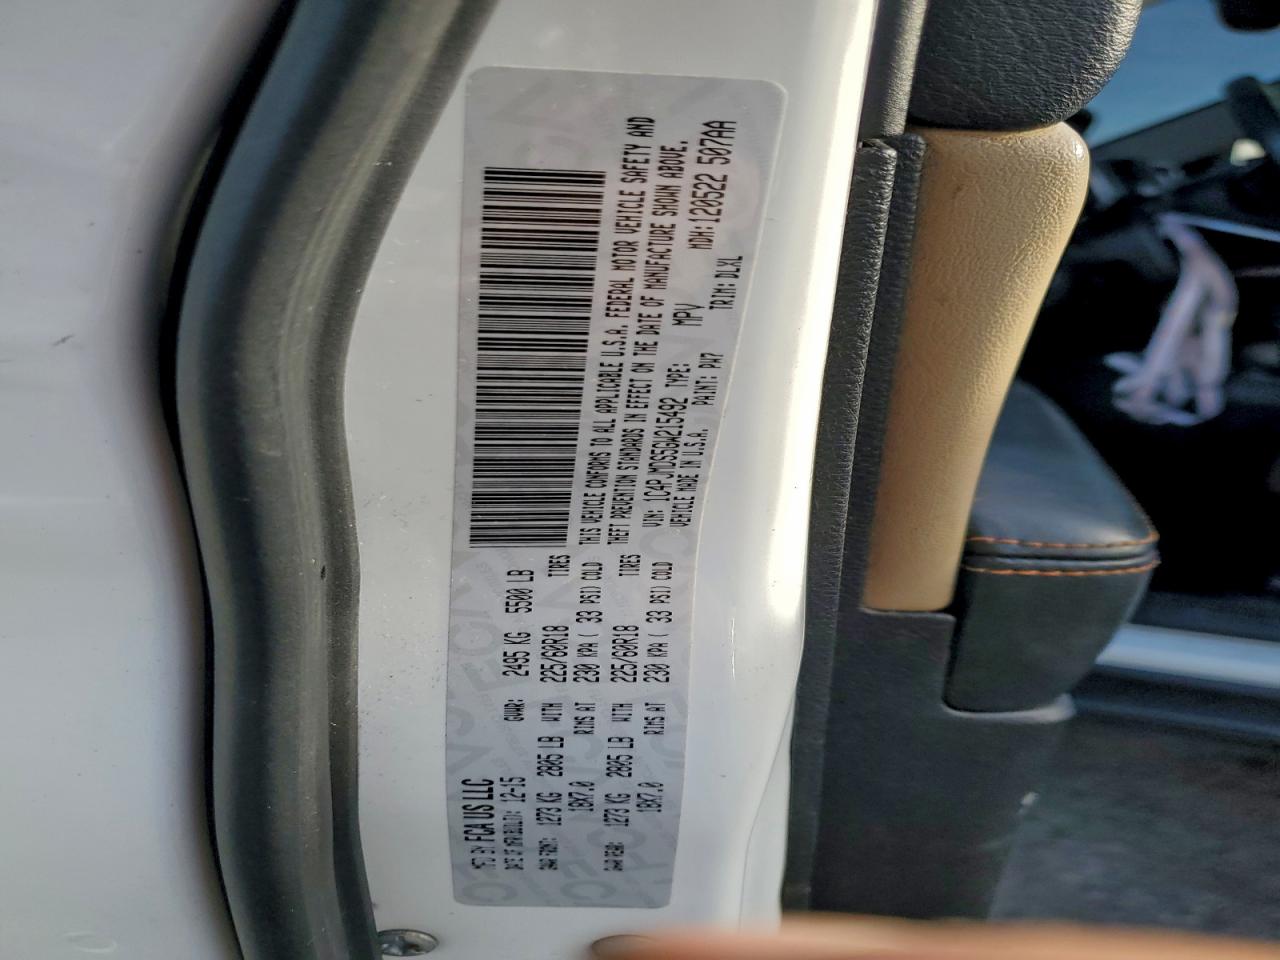 MFD BY FCA US LLC
DATE OF MFR(BUILT): 12-15 GVWR: 2495 KG 5500 LB
GAWR FRONT: 1273 KG 2805 LB WITH 225/60R18 TIRES
18X7.0 RIMS AT 230 KPA ( 33 PSI) COLD
GAWR REAR: 1273 KG 2805 LB WITH 225/60R18 TIRES
18X7.0 RIMS AT 230 KPA ( 33 PSI) COLD
THIS VEHICLE CONFORMS TO ALL APPLICABLE U.S.A. FEDERAL MOTOR VEHICLE SAFETY AND
THEFT PREVENTION STANDARDS IN EFFECT ON THE DATE OF MANUFACTURE SHOWN ABOVE.
VIN: 1C4PJMDS5GW215492 TYPE: MPV MDH: 120522 507AA
VEHICLE MADE IN U.S.A. PAINT: PA7 TRIM: DLXL